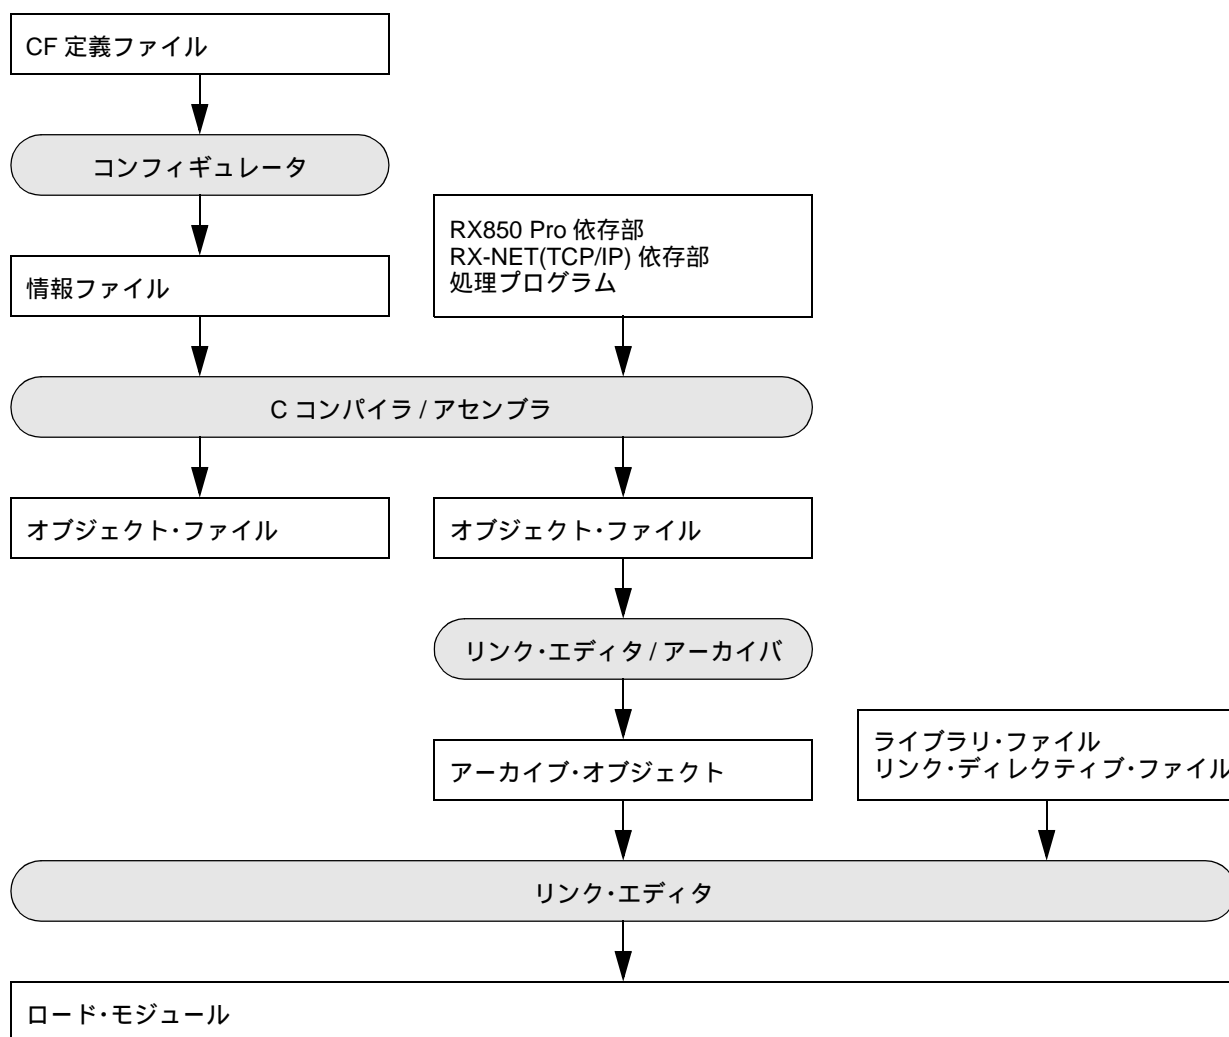 CF 定義ファイル
コンフィギュレータ
RX850 Pro 依存部
RX-NET(TCP/IP) 依存部
処理プログラム
情報ファイル
C コンパイラ / アセンブラ
オブジェクト・ファイル
オブジェクト・ファイル
リンク・エディタ / アーカイバ
ライブラリ・ファイル
リンク・ディレクティブ・ファイル
アーカイブ・オブジェクト
リンク・エディタ
ロード・モジュール